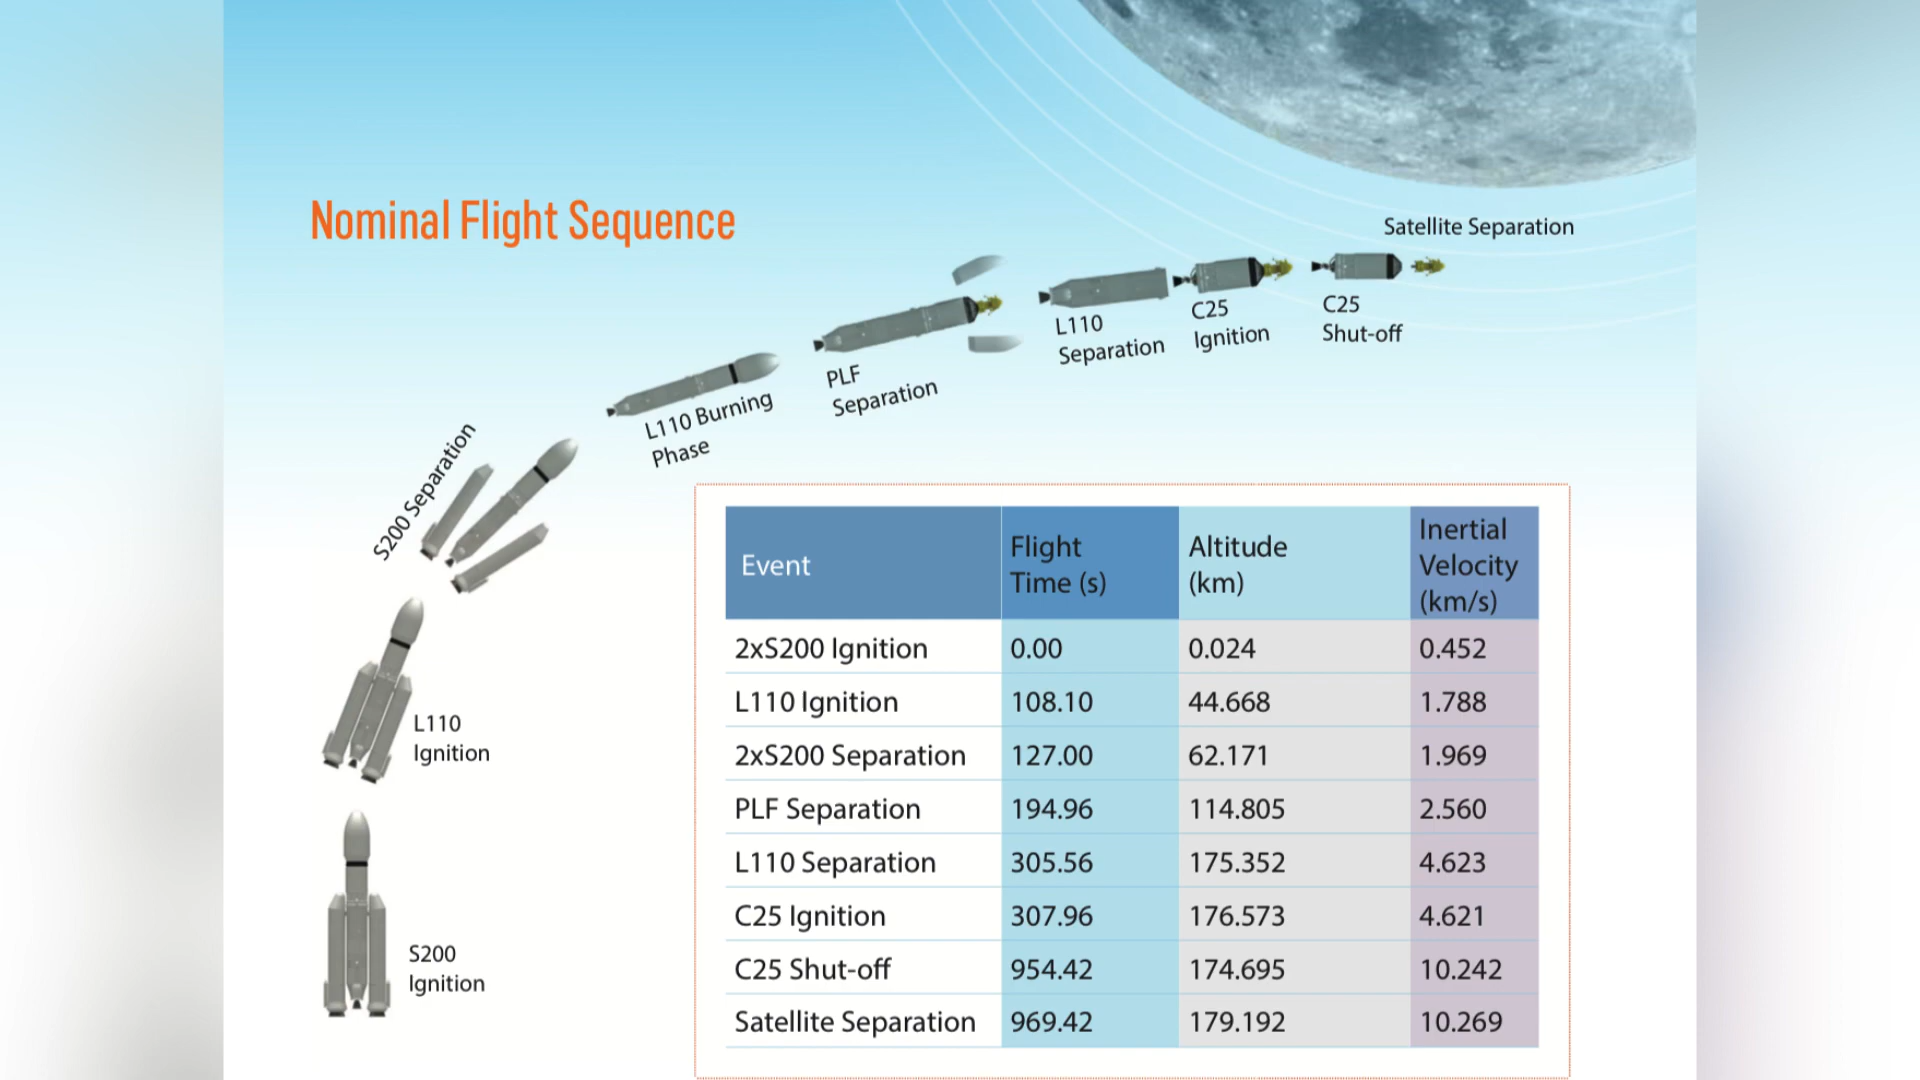 Nominal Flight Sequence
Satellite Separation
C25
Shut-off
C25
Ignition
L110
Separation
PLF
Separation
L110 Burning
Phase
S200 Separation
L110
Ignition
S200
Ignition
Event
Flight
Time (s)
Altitude
(km)
Inertial
Velocity
(km/s)
2xS200 Ignition 0.00 0.024 0.452
L110 Ignition 108.10 44.668 1.788
2xS200 Separation 127.00 62.171 1.969
PLF Separation 194.96 114.805 2.560
L110 Separation 305.56 175.352 4.623
C25 Ignition 307.96 176.573 4.621
C25 Shut-off 954.42 174.695 10.242
Satellite Separation 969.42 179.192 10.269